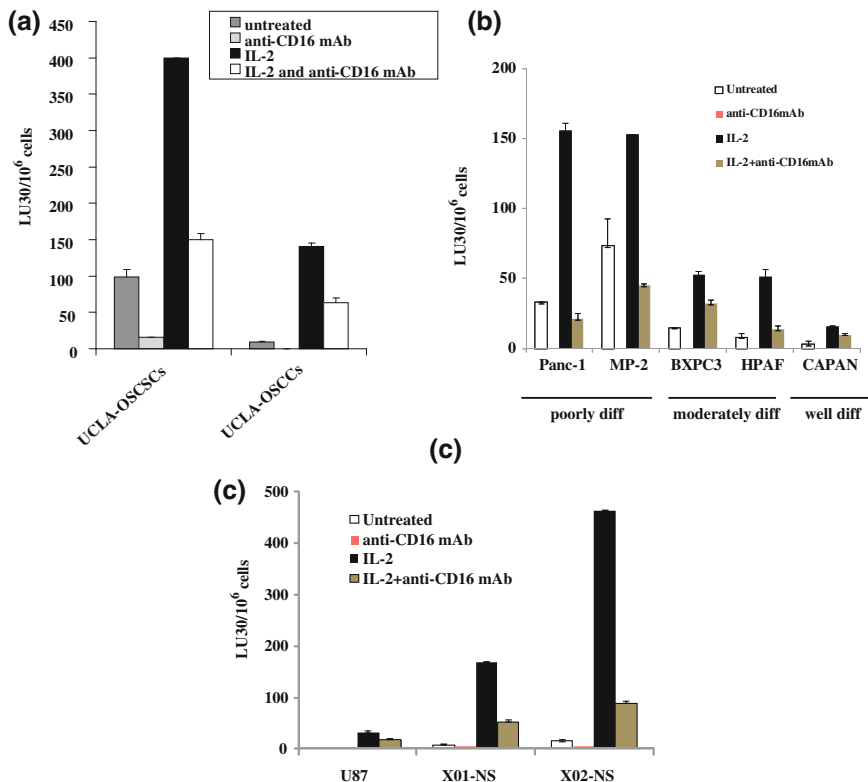 (a)
untreated
anti-CD16 mAb
IL-2
IL-2 and anti-CD16 mAb
450
400
350
300
250
200
150
100
50
0
LU30/10⁶ cells
UCLA-OSCSCs
UCLA-OSCCs
(b)
Untreated
anti-CD16mAb
IL-2
IL-2+anti-CD16mAb
200
150
100
50
0
LU30/10⁶ cells
Panc-1 MP-2 BXPC3 HPAF CAPAN
poorly diff moderately diff well diff
(c)
(c)
Untreated
anti-CD16 mAb
IL-2
IL-2+anti-CD16 mAb
500
400
300
200
100
0
LU30/10⁶ cells
U87 X01-NS X02-NS